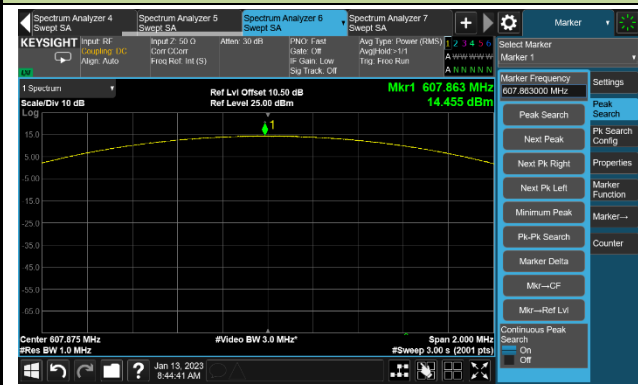 Spectrum Analyzer 4
Swept SA
Spectrum Analyzer 5
Swept SA
Spectrum Analyzer 6
Swept SA
Spectrum Analyzer 7
Swept SA
+
Marker
KEYSIGHT
Input: RF
Coupling: DC
Align: Auto
Input Z: 50 Ω
Corr CCorr
Freq Ref: Int (S)
Atten: 30 dB
PNO: Fast
Gate: Off
IF Gain: Low
Sig Track: Off
Avg Type: Power (RMS)
Avg|Hold:>1/1
Trig: Free Run
1 2 3 4 5 6
A W W W W W
A N N N N N
Select Marker
Marker 1
1 Spectrum
Scale/Div 10 dB
Log
Ref Lvl Offset 10.50 dB
Ref Level 25.00 dBm
Mkr1 607.863 MHz
14.455 dBm
1
15.0
5.00
-5.00
-15.0
-25.0
-35.0
-45.0
-55.0
-65.0
Center 607.875 MHz
#Res BW 1.0 MHz
#Video BW 3.0 MHz*
Span 2.000 MHz
#Sweep 3.00 s (2001 pts)
Marker Frequency
607.863000 MHz
Peak Search
Next Peak
Next Pk Right
Next Pk Left
Minimum Peak
Pk-Pk Search
Marker Delta
Mkr→CF
Mkr→Ref Lvl
Continuous Peak
Search
On
Off
Settings
Peak
Search
Pk Search
Config
Properties
Marker
Function
Marker→
Counter
?
Jan 13, 2023
8:44:41 AM